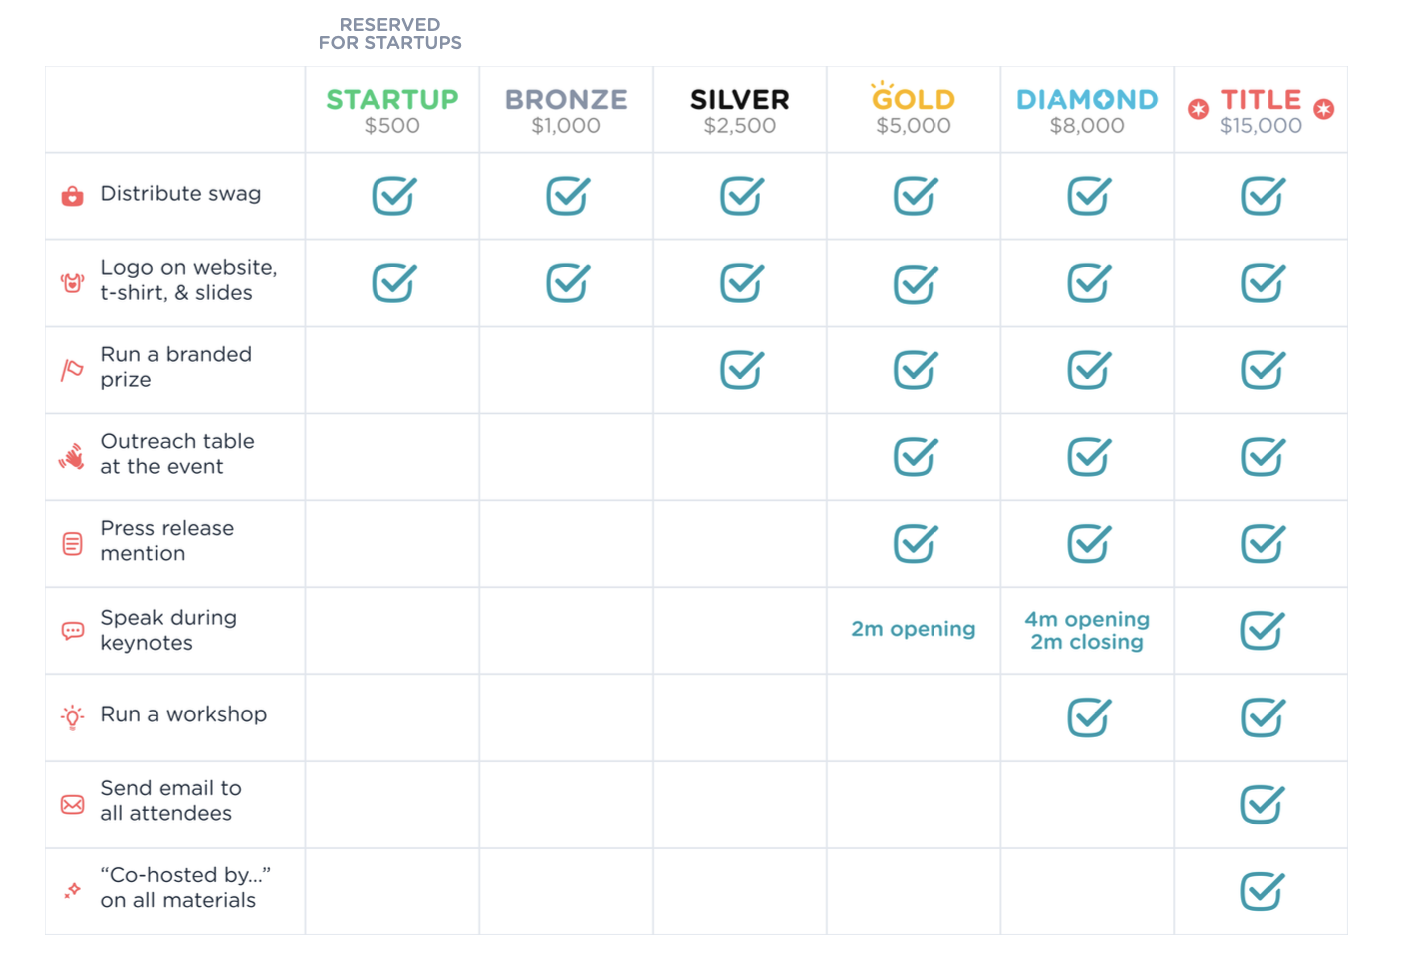 RESERVED
FOR STARTUPS
STARTUP
$500
BRONZE
$1,000
SILVER
$2,500
GOLD
$5,000
DIAMOND
$8,000
TITLE
$15,000
Distribute swag
Logo on website,
t-shirt, & slides
Run a branded
prize
Outreach table
at the event
Press release
mention
Speak during
keynotes
2m opening
4m opening
2m closing
Run a workshop
Send email to
all attendees
“Co-hosted by...”
on all materials